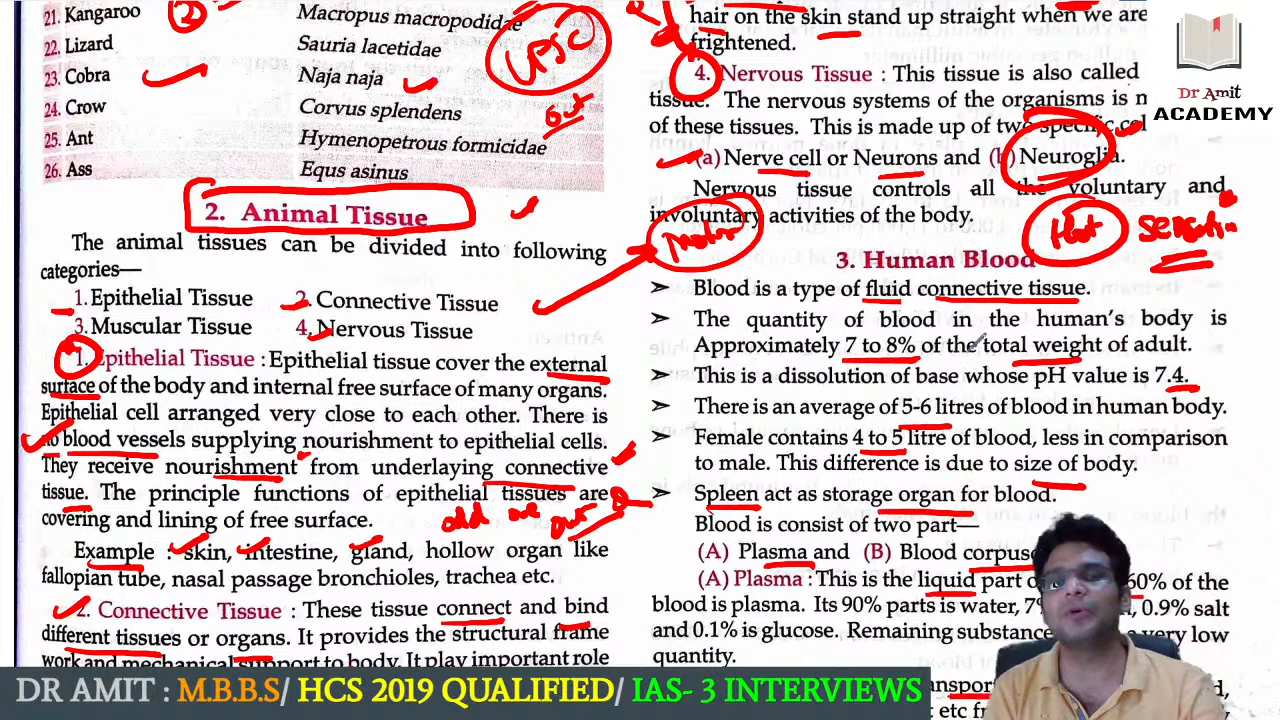 21. Kangaroo Macropus macropodidae
22. Lizard Sauria lacetidae
23. Cobra Naja naja
24. Crow Corvus splendens
25. Ant Hymenopetrous formicidae
26. Ass Equs asinus
2
UPSC
2. Animal Tissue
The animal tissues can be divided into following
categories—
1. Epithelial Tissue 2. Connective Tissue
3. Muscular Tissue 4. Nervous Tissue
1. Epithelial Tissue : Epithelial tissue cover the external
surface of the body and internal free surface of many organs.
Epithelial cell arranged very close to each other. There is
no blood vessels supplying nourishment to epithelial cells.
They receive nourishment from underlaying connective
tissue. The principle functions of epithelial tissues are
covering and lining of free surface.
odd one out
Example : skin, intestine, gland, hollow organ like
fallopian tube, nasal passage bronchioles, trachea etc.
2. Connective Tissue : These tissue connect and bind
different tissues or organs. It provides the structural frame
work and mechanical support to body. It play important role
hair on the skin stand up straight when we are
frightened.
4. Nervous Tissue : This tissue is also called
tissue. The nervous systems of the organisms is
of these tissues. This is made up of two specific
(a) Nerve cell or Neurons and (b) Neuroglia.
Nervous tissue controls all the voluntary and
involuntary activities of the body.
Motor
3. Human Blood
Blood is a type of fluid connective tissue.
The quantity of blood in the human's body is
Approximately 7 to 8% of the total weight of adult.
This is a dissolution of base whose pH value is 7.4.
There is an average of 5-6 litres of blood in human body.
Female contains 4 to 5 litre of blood, less in comparison
to male. This difference is due to size of body.
Spleen act as storage organ for blood.
Blood is consist of two part—
(A) Plasma and (B) Blood
(A) Plasma : This is the liquid part 60% of the
blood is plasma. Its 90% parts is water, 0.9% salt
and 0.1% is glucose. Remaining very low
quantity.
etc
Dr Amit
ACADEMY
DR AMIT : M.B.B.S/ HCS 2019 QUALIFIED/ IAS- 3 INTERVIEWS